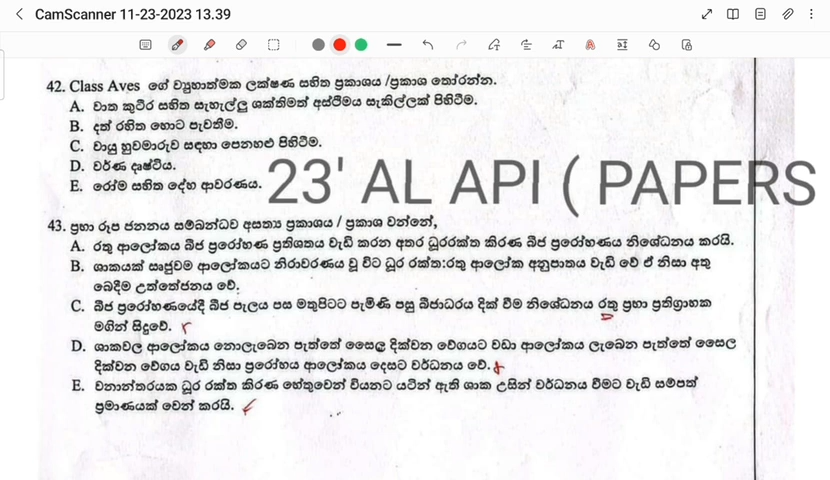 CamScanner 11-23-2023 13.39
42. Class Aves ගේ ව්‍යුහාත්මක ලක්ෂණ සහිත ප්‍රකාශය /ප්‍රකාශ තෝරන්න.
A. වාත කුටීර සහිත සැහැල්ලු ශක්තිමත් අස්ථිමය සැකිල්ලක් පිහිටීම.
B. දත් රහිත හොට පැවතීම.
C. වායු හුවමාරුව සඳහා පෙනහළු පිහිටීම.
D. වර්ණ දෘෂ්ටිය.
E. රෝම සහිත දේහ ආවරණය.
23' AL API ( PAPERS
43. ප්‍රභා රූප ජනනය සම්බන්ධව අසත්‍ය ප්‍රකාශය / ප්‍රකාශ වන්නේ,
A. රතු ආලෝකය බීජ ප්‍රරෝහණ ප්‍රතිශතය වැඩි කරන අතර ධූරරක්ත කිරණ බීජ ප්‍රරෝහණය නිශේධනය කරයි.
B. ශාකයක් සෘජුවම ආලෝකයට නිරාවරණය වූ විට ධූර රක්ත:රතු ආලෝක අනුපාතය වැඩි වේ ඒ නිසා අතු
බෙදීම උත්තේජනය වේ.
C. බීජ ප්‍රරෝහණයේදී බීජ පැලය පස මතුපිටට පැමිණි පසු බීජාධරය දික් වීම නිශේධනය රතු ප්‍රභා ප්‍රතිග්‍රාහක
මගින් සිදුවේ.
D. ශාකවල ආලෝකය නොලැබෙන පැත්තේ සෛල දික්වන වේගයට වඩා ආලෝකය ලැබෙන පැත්තේ සෛල
දික්වන වේගය වැඩි නිසා ප්‍රරෝහය ආලෝකය දෙසට වර්ධනය වේ.
E. වනාන්තරයක ධූර රක්ත කිරණ හේතුවෙන් වියනට යටින් ඇති ශාක උසින් වර්ධනය වීමට වැඩි සම්පත්
ප්‍රමාණයක් වෙන් කරයි.